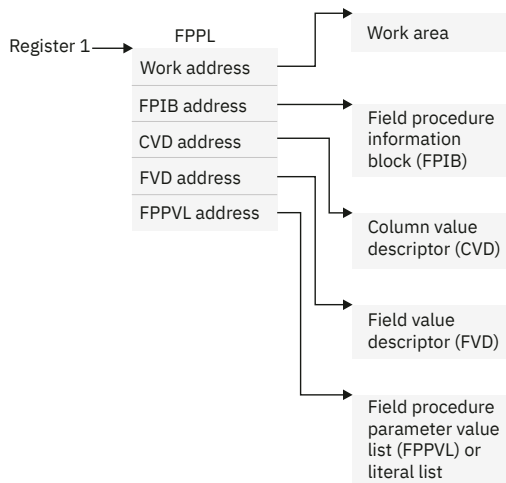 Register 1
FPPL
Work address
FPIB address
CVD address
FVD address
FPPVL address
Work area
Field procedure
information
block (FPIB)
Column value
descriptor (CVD)
Field value
descriptor (FVD)
Field procedure
parameter value
list (FPPVL) or
literal list